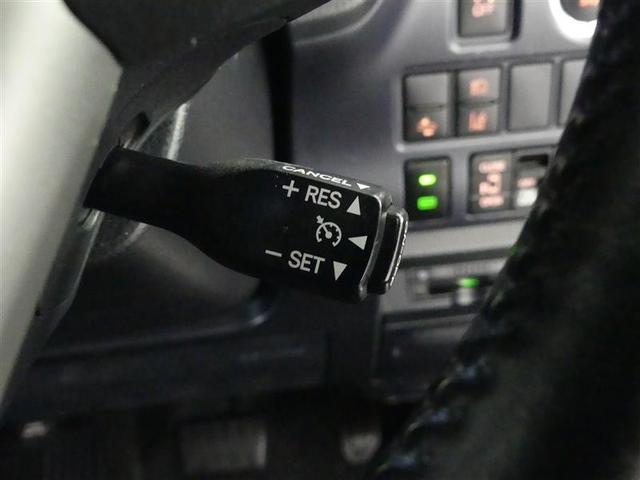 CANCEL ▼
+ RES ▲
◀
− SET ▼